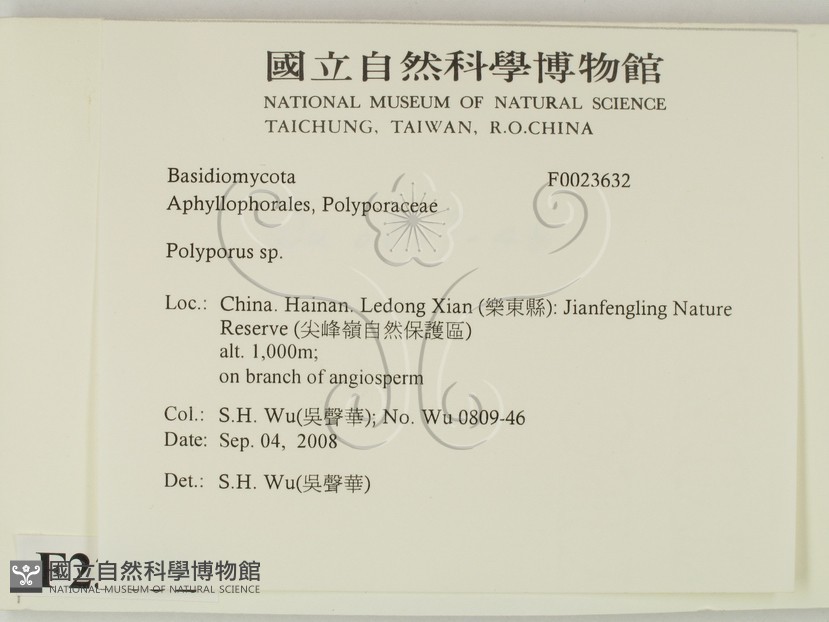 國立自然科學博物館
NATIONAL MUSEUM OF NATURAL SCIENCE
TAICHUNG, TAIWAN, R.O.CHINA
Basidiomycota F0023632
Aphyllophorales, Polyporaceae
Polyporus sp.
Loc.: China. Hainan. Ledong Xian (樂東縣): Jianfengling Nature
Reserve (尖峰嶺自然保護區)
alt. 1,000m;
on branch of angiosperm
Col.: S.H. Wu(吳聲華); No. Wu 0809-46
Date: Sep. 04, 2008
Det.: S.H. Wu(吳聲華)
F2
國立自然科學博物館
NATIONAL MUSEUM OF NATURAL SCIENCE